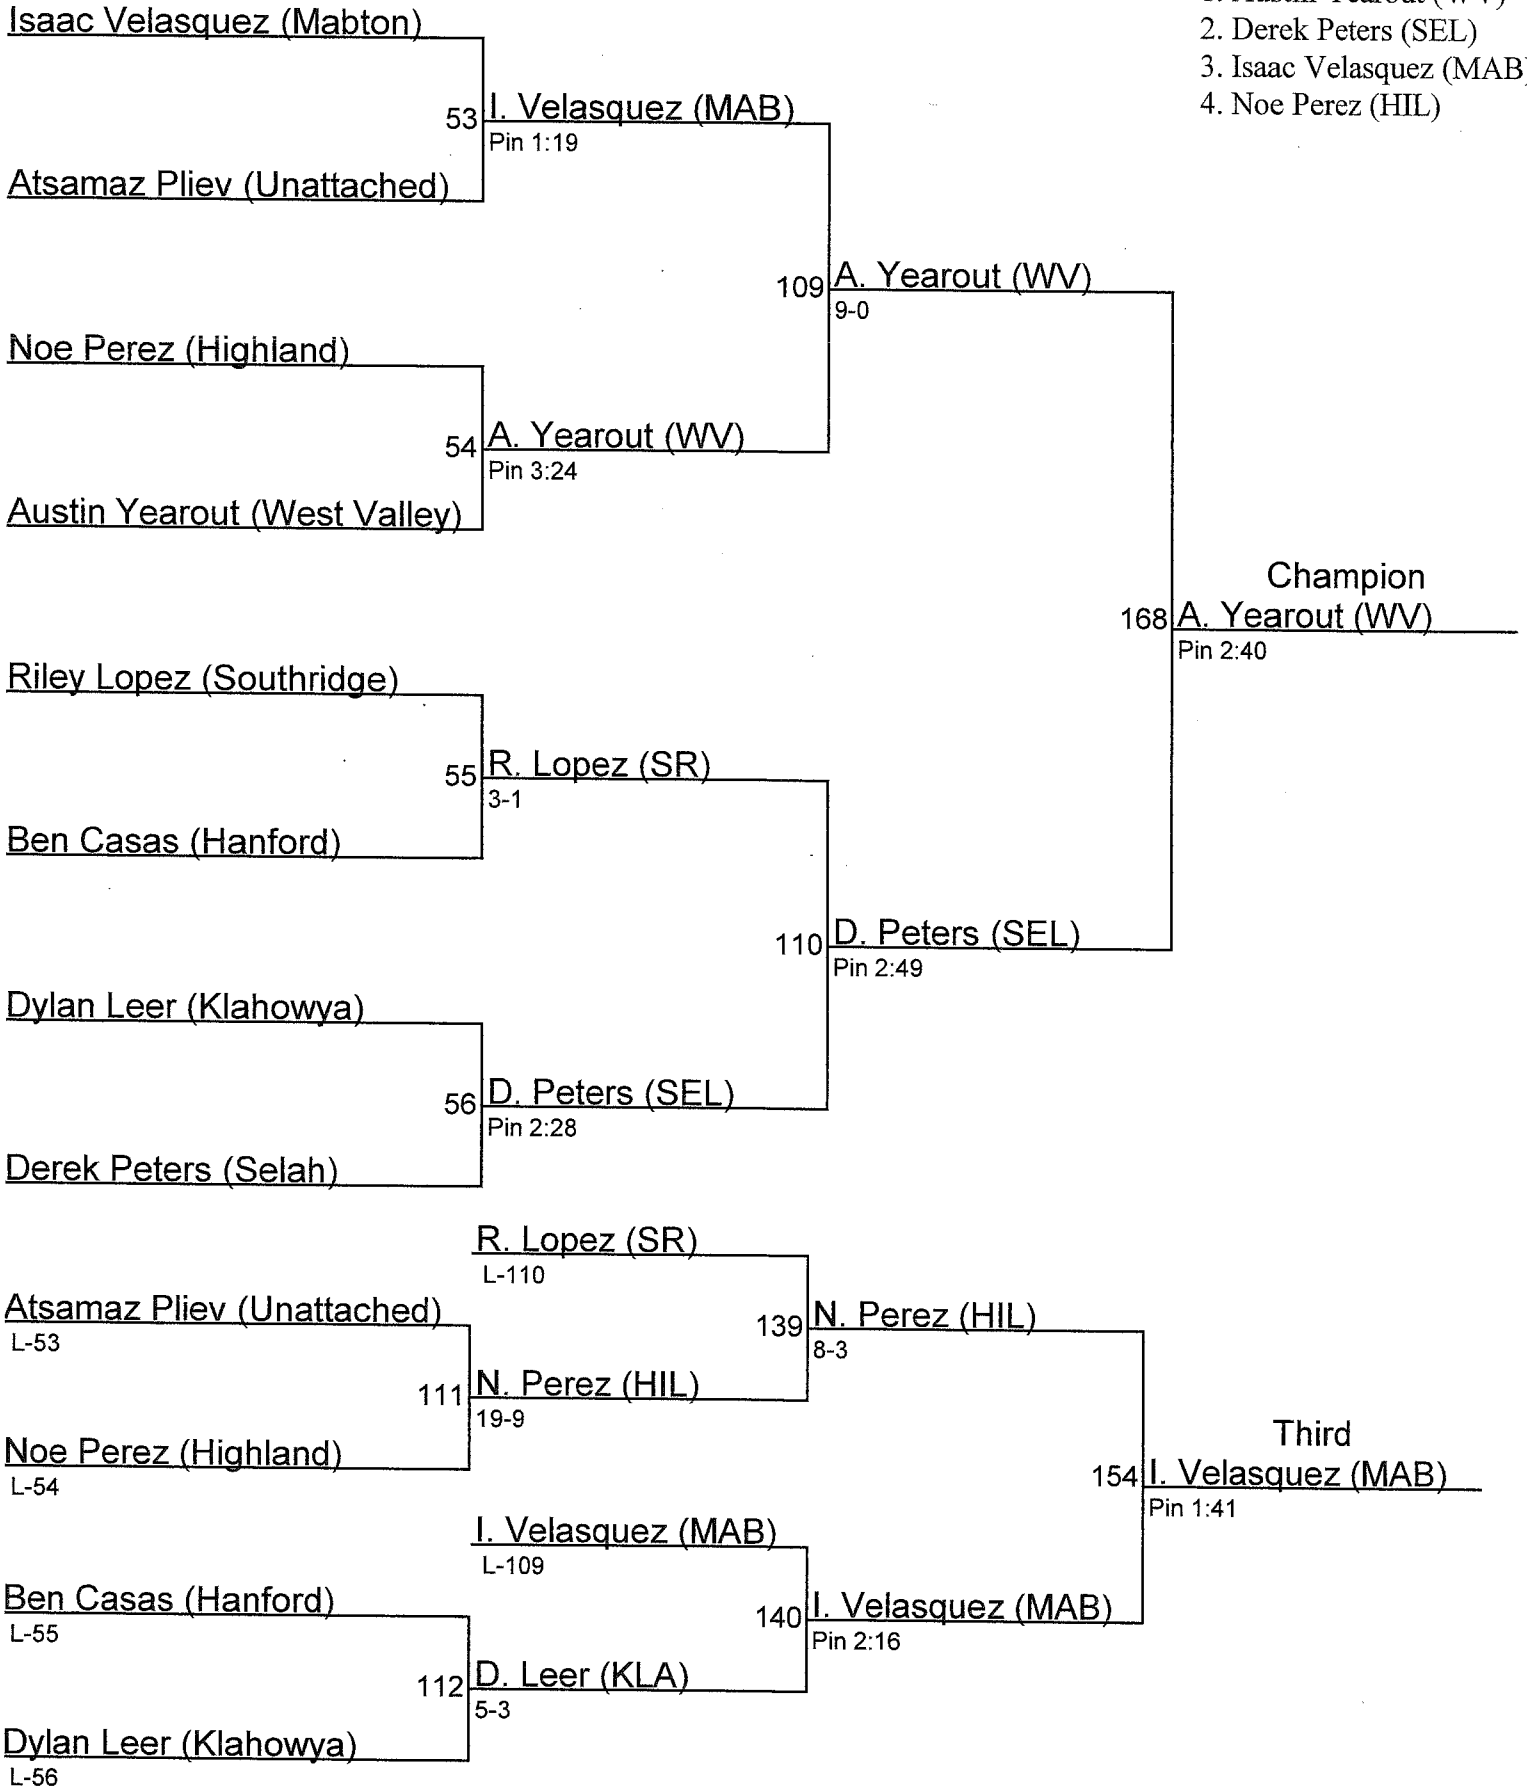 Isaac Velasquez (Mabton)
2. Derek Peters (SEL)
3. Isaac Velasquez (MAB)
4. Noe Perez (HIL)
53 I. Velasquez (MAB)
Pin 1:19
Atsamaz Pliev (Unattached)
109 A. Yearout (WV)
9-0
Noe Perez (Highland)
54 A. Yearout (WV)
Pin 3:24
Austin Yearout (West Valley)
Champion
168 A. Yearout (WV)
Pin 2:40
Riley Lopez (Southridge)
55 R. Lopez (SR)
3-1
Ben Casas (Hanford)
110 D. Peters (SEL)
Pin 2:49
Dylan Leer (Klahowya)
56 D. Peters (SEL)
Pin 2:28
Derek Peters (Selah)
R. Lopez (SR)
L-110
Atsamaz Pliev (Unattached)
L-53
139 N. Perez (HIL)
8-3
111 N. Perez (HIL)
19-9
Noe Perez (Highland)
L-54
Third
154 I. Velasquez (MAB)
Pin 1:41
I. Velasquez (MAB)
L-109
Ben Casas (Hanford)
L-55
140 I. Velasquez (MAB)
Pin 2:16
112 D. Leer (KLA)
5-3
Dylan Leer (Klahowya)
L-56